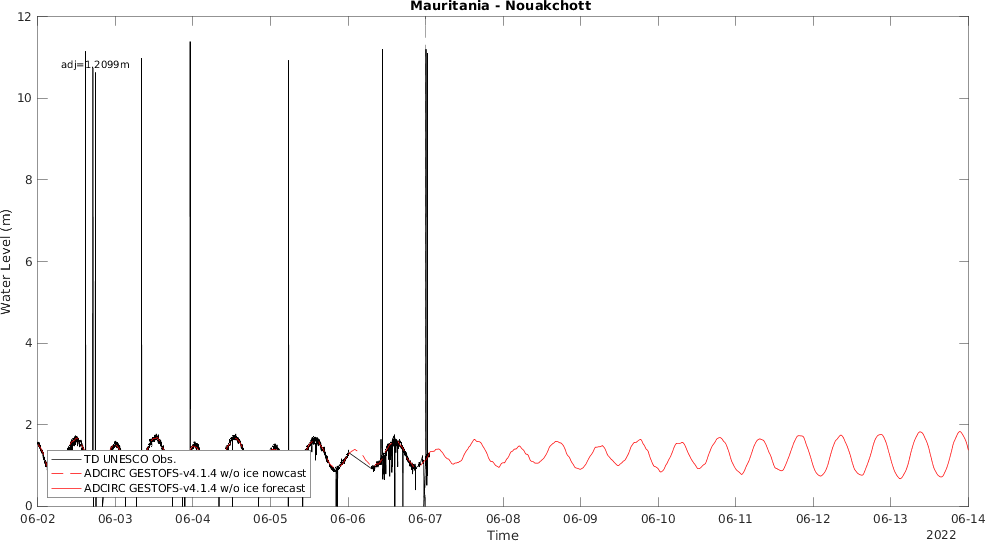 Mauritania - Nouakchott
12
10
8
6
4
2
0
Water Level (m)
adj=1.2099m
TD UNESCO Obs.
ADCIRC GESTOFS-v4.1.4 w/o ice nowcast
ADCIRC GESTOFS-v4.1.4 w/o ice forecast
06-02 06-03 06-04 06-05 06-06 06-07 06-08 06-09 06-10 06-11 06-12 06-13 06-14
Time
2022